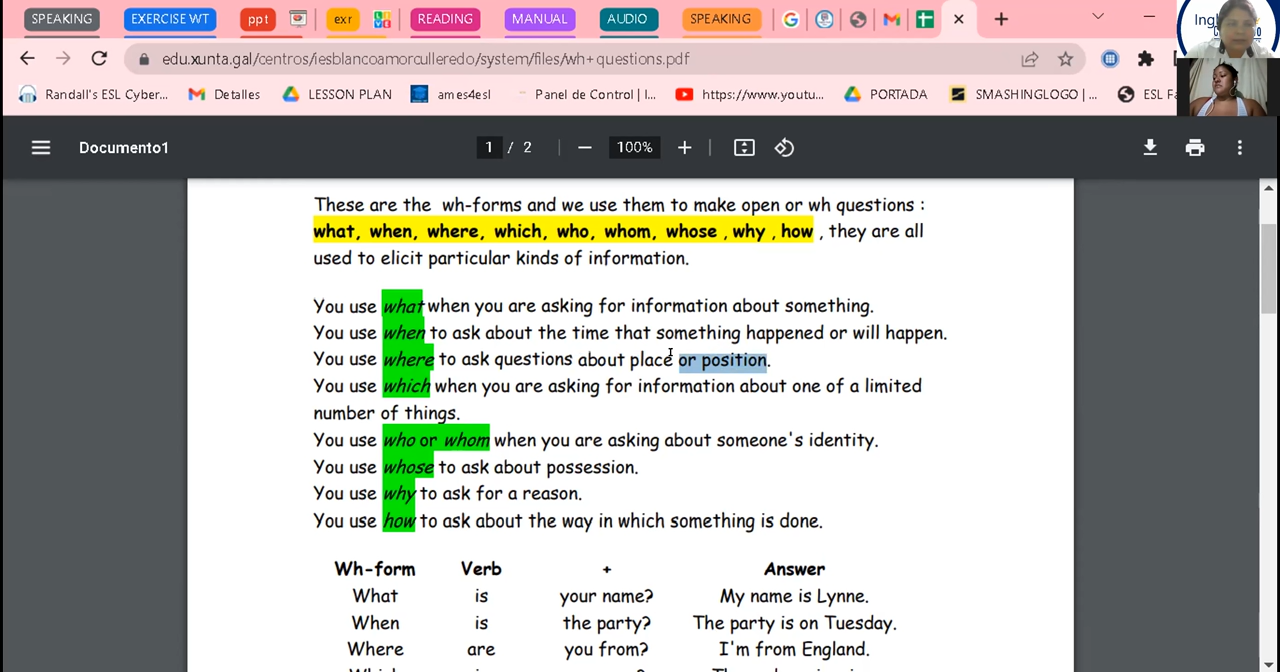 SPEAKING EXERCISE WT ppt exr READING MANUAL AUDIO SPEAKING
edu.xunta.gal/centros/iesblancoamorculleredo/system/files/wh+questions.pdf
Randall's ESL Cyber... Detalles LESSON PLAN ames4esl Panel de Control | I... https://www.youtu... PORTADA SMASHINGLOGO | ... ESL Fa
Documento1 1 / 2 100%
These are the wh-forms and we use them to make open or wh questions :
what, when, where, which, who, whom, whose , why , how , they are all
used to elicit particular kinds of information.
You use what when you are asking for information about something.
You use when to ask about the time that something happened or will happen.
You use where to ask questions about place or position.
You use which when you are asking for information about one of a limited
number of things.
You use who or whom when you are asking about someone's identity.
You use whose to ask about possession.
You use why to ask for a reason.
You use how to ask about the way in which something is done.
Wh-form Verb + Answer
What is your name? My name is Lynne.
When is the party? The party is on Tuesday.
Where are you from? I'm from England.